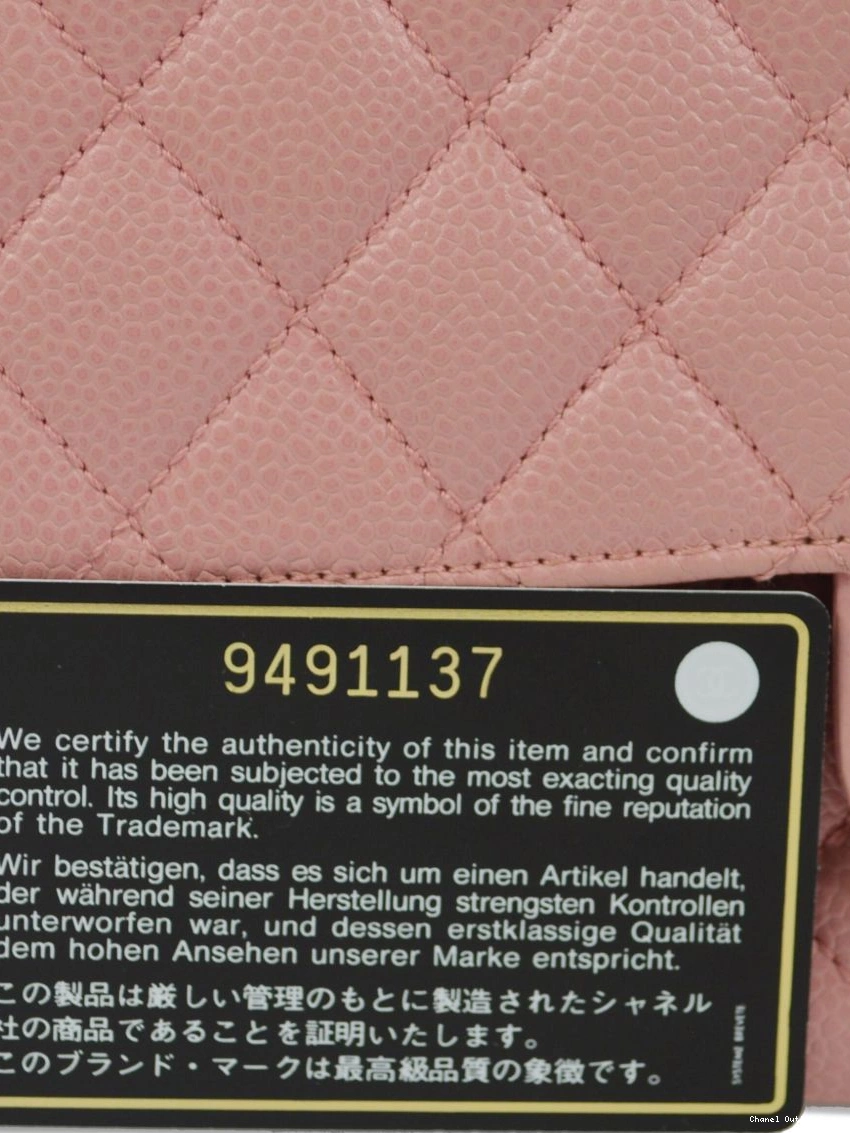 9491137
We certify the authenticity of this item and confirm
that it has been subjected to the most exacting quality
control. Its high quality is a symbol of the fine reputation
of the Trademark.
Wir bestätigen, dass es sich um einen Artikel handelt,
der während seiner Herstellung strengsten Kontrollen
unterworfen war, und dessen erstklassige Qualität
dem hohen Ansehen unserer Marke entspricht.
この製品は厳しい管理のもとに製造されたシャネル
社の商品であることを証明いたします。
このブランド・マークは最高級品質の象徴です。
SYSTEME BREVETE
Chanel Out